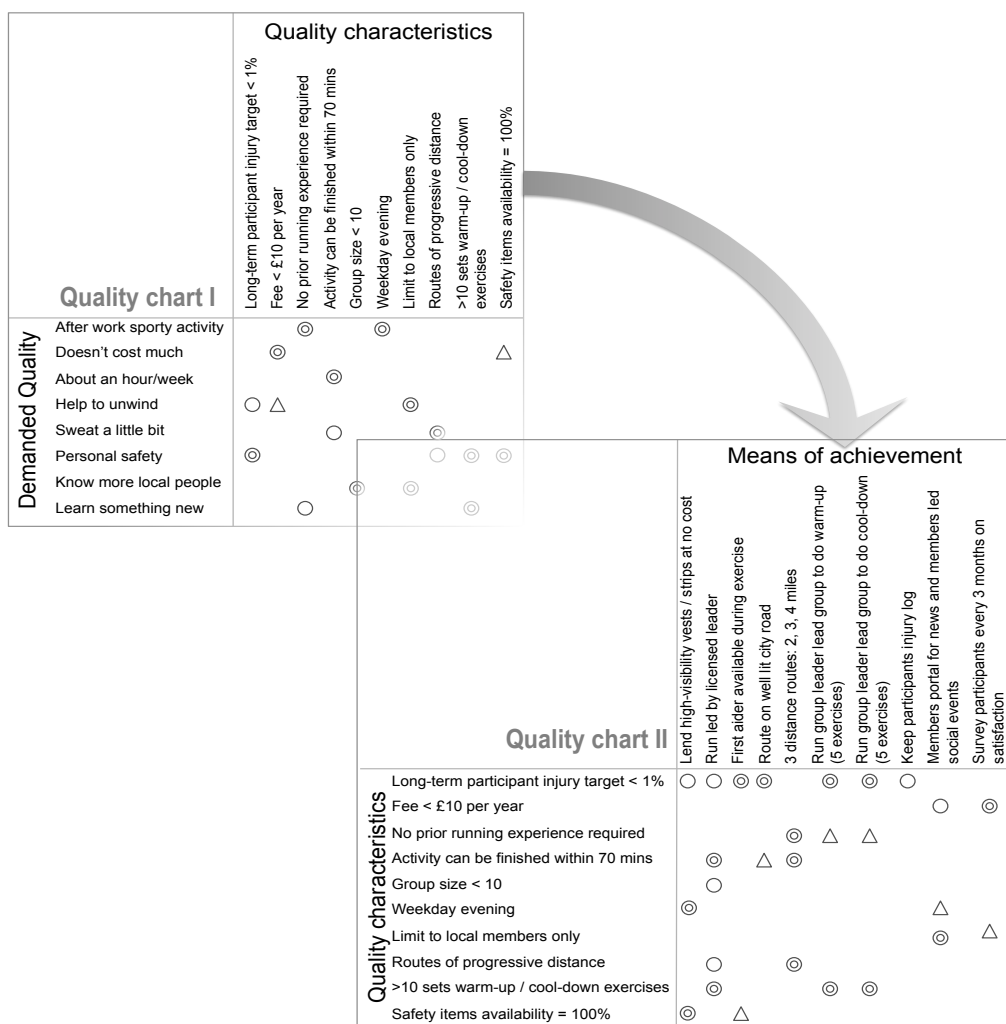 Quality characteristics
Long-term participant injury target < 1%
Fee < £10 per year
No prior running experience required
Activity can be finished within 70 mins
Group size < 10
Weekday evening
Limit to local members only
Routes of progressive distance
>10 sets warm-up / cool-down
exercises
Safety items availability = 100%
Quality chart I
Demanded Quality
After work sporty activity
Doesn't cost much
About an hour/week
Help to unwind
Sweat a little bit
Personal safety
Know more local people
Learn something new
Means of achievement
Lend high-visibility vests / strips at no cost
Run led by licensed leader
First aider available during exercise
Route on well lit city road
3 distance routes: 2, 3, 4 miles
Run group leader lead group to do warm-up
(5 exercises)
Run group leader lead group to do cool-down
(5 exercises)
Keep participants injury log
Members portal for news and members led
social events
Survey participants every 3 months on
satisfaction
Quality chart II
Quality characteristics
Long-term participant injury target < 1%
Fee < £10 per year
No prior running experience required
Activity can be finished within 70 mins
Group size < 10
Weekday evening
Limit to local members only
Routes of progressive distance
>10 sets warm-up / cool-down exercises
Safety items availability = 100%